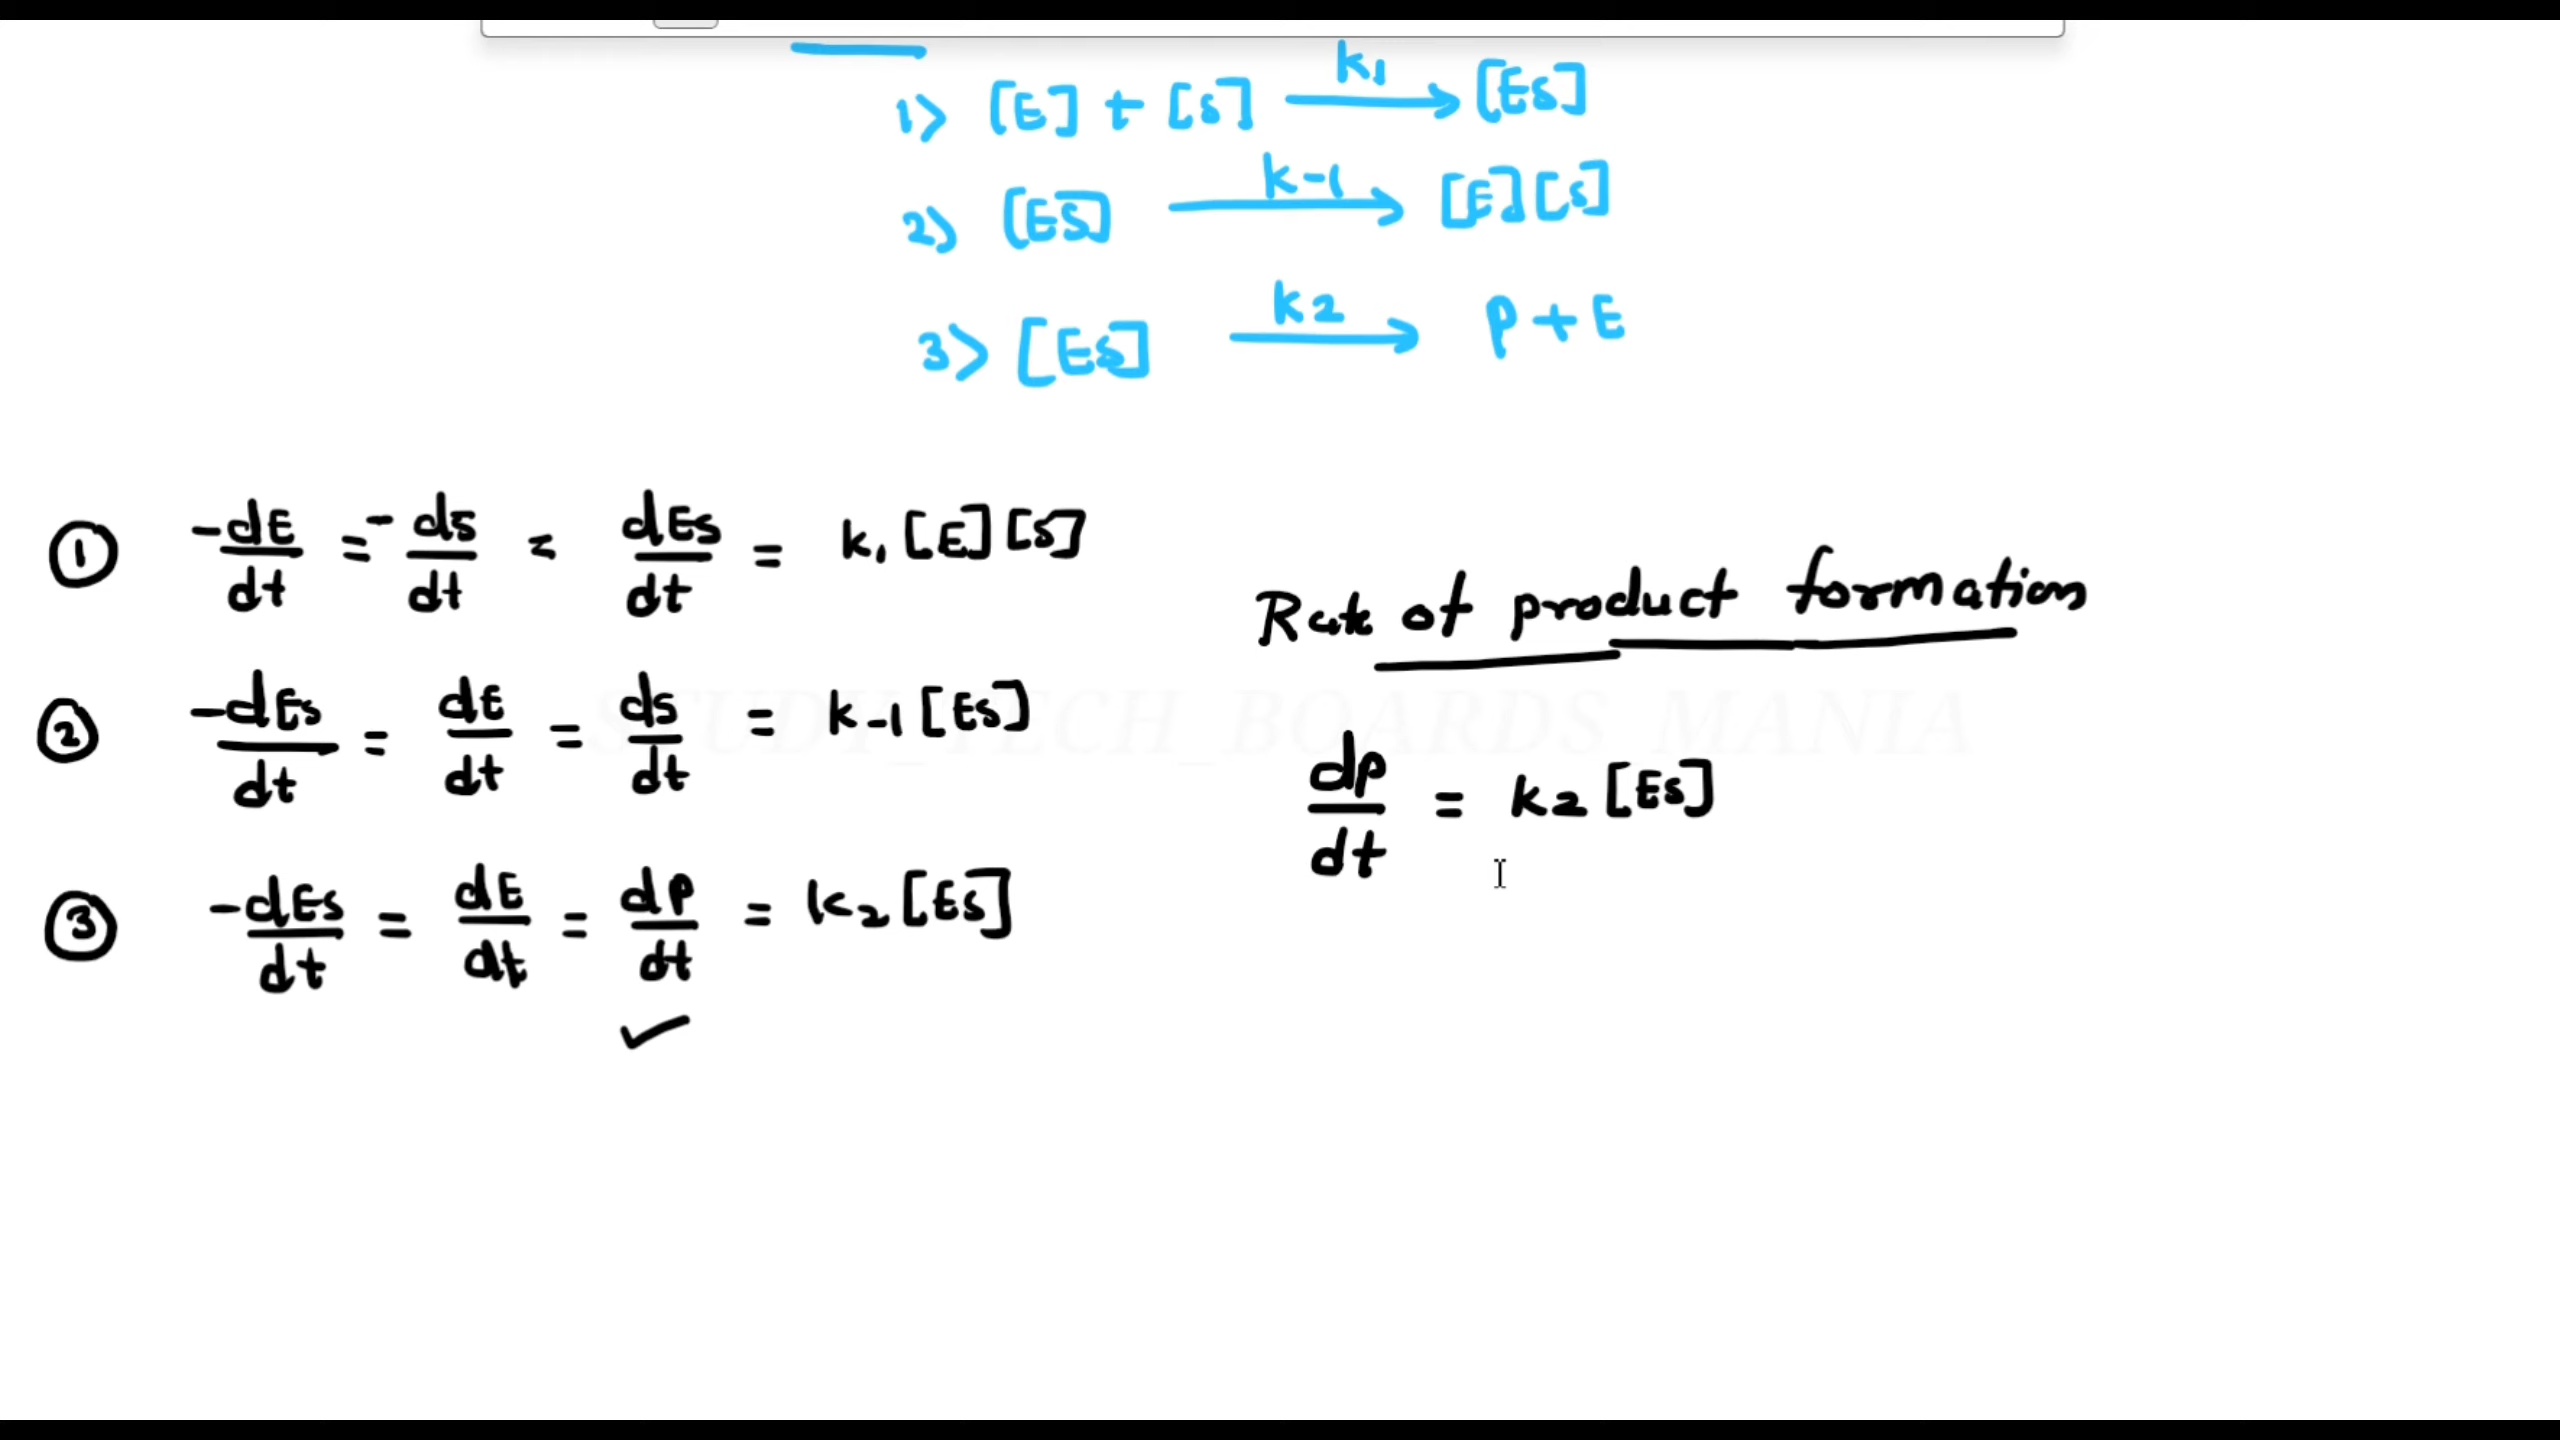 1> [E] + [S] k1 → [ES]
2) [ES] k-1 → [E][S]
3> [ES] k2 → P + E
① -dE/dt = - ds/dt = dEs/dt = k1 [E][S]
Rate of product formation
② -dEs/dt = dE/dt = ds/dt = k-1 [ES]
STUDY_TECH_BOARDS MANIA
dp/dt = k2 [ES]
③ -dEs/dt = dE/dt = dP/dt = k2 [ES]